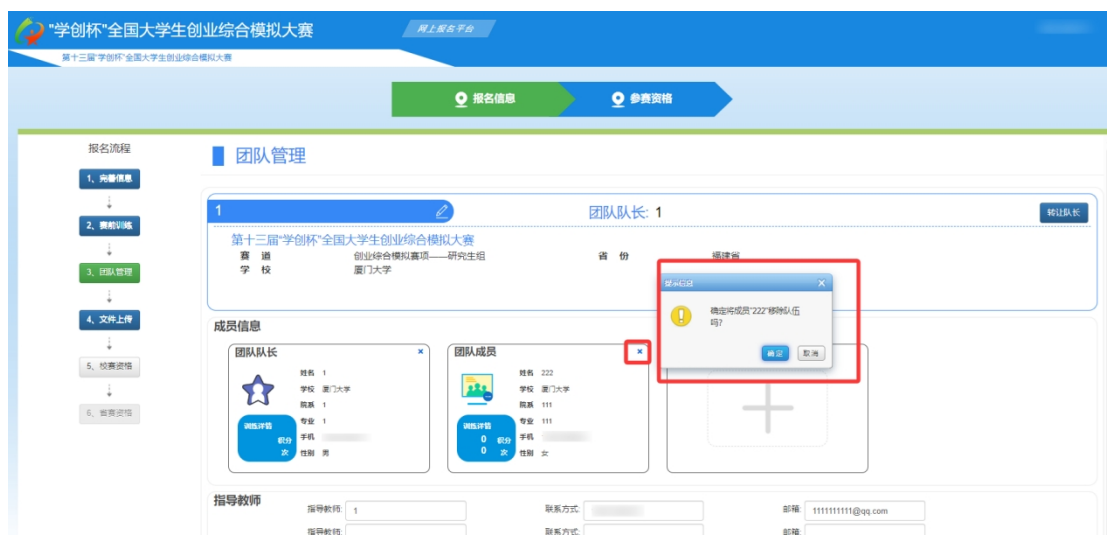 "学创杯"全国大学生创业综合模拟大赛
网上报名平台
第十三届"学创杯"全国大学生创业综合模拟大赛
报名信息
参赛资格
报名流程
1、完善信息
2、赛前训练
3、团队管理
4、文件上传
5、校赛资格
6、省赛资格
团队管理
1
团队队长: 1
转让队长
第十三届"学创杯"全国大学生创业综合模拟大赛
赛 道 创业综合模拟赛项——研究生组
省 份 福建省
学 校 厦门大学
提示信息
确定将成员"222"移除队伍
吗?
确定 取消
成员信息
团队队长
姓名 1
学校 厦门大学
院系 1
专业 1
手机
性别 男
训练详情
积分
次
团队成员
姓名 222
学校 厦门大学
院系 111
专业 111
手机
性别 女
训练详情
0 积分
0 次
指导教师
指导教师: 1 联系方式: 邮箱: 1111111111@qq.com
指导教师: 联系方式: 邮箱: